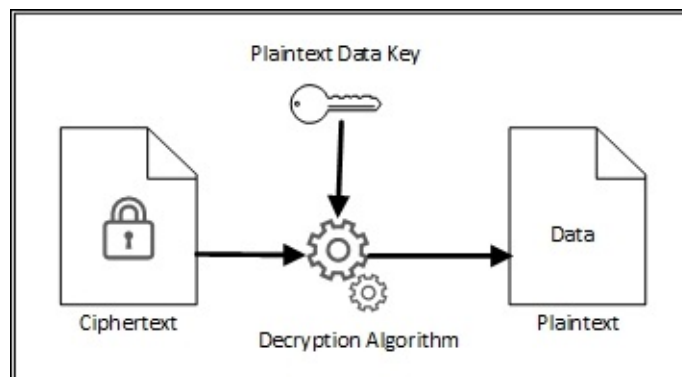 Plaintext Data Key
Data
Ciphertext
Decryption Algorithm
Plaintext